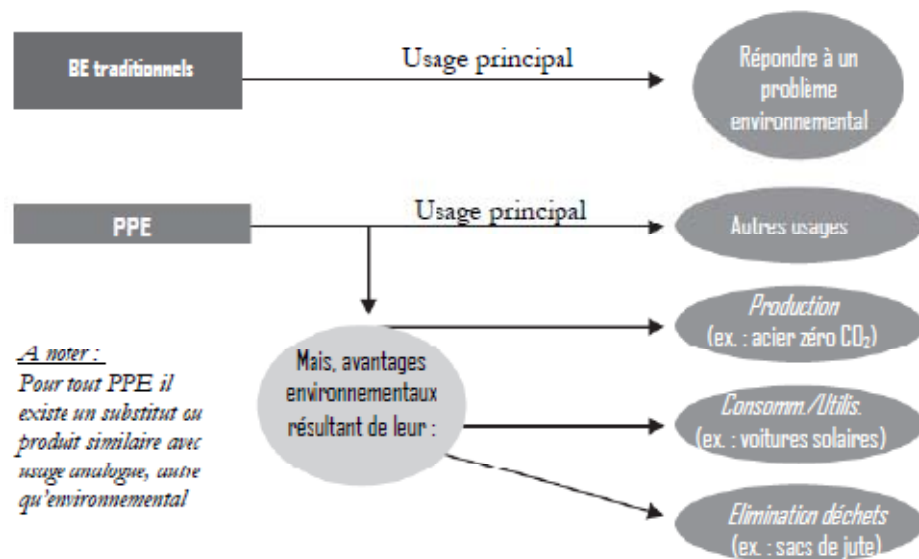 BE traditionnels
Usage principal
Répondre à un
problème
environnemental
PPE
Usage principal
Autres usages
Production
(ex. : acier zéro CO₂)
Mais, avantages
environnementaux
résultant de leur :
Consomm./Utilis.
(ex. : voitures solaires)
Elimination déchets
(ex. : sacs de jute)
A noter :
Pour tout PPE il
existe un substitut ou
produit similaire avec
usage analogue, autre
qu'environnemental